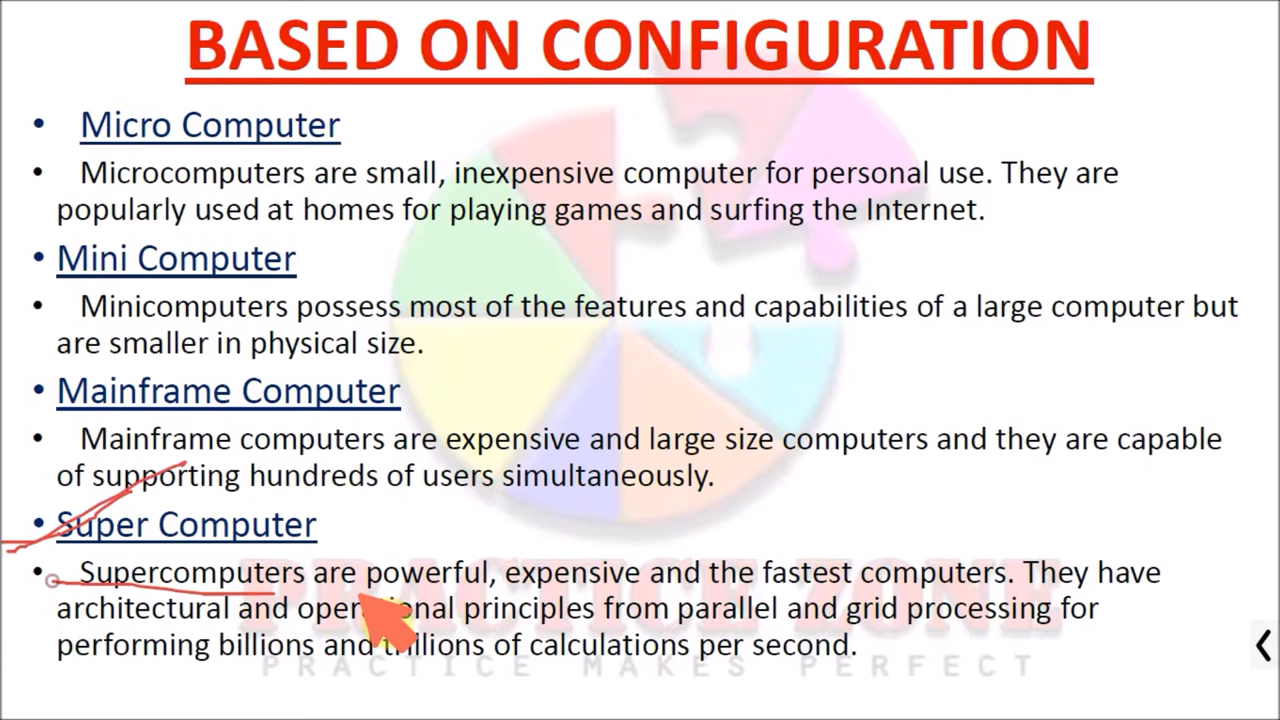 BASED ON CONFIGURATION
• Micro Computer
• Microcomputers are small, inexpensive computer for personal use. They are
popularly used at homes for playing games and surfing the Internet.
• Mini Computer
• Minicomputers possess most of the features and capabilities of a large computer but
are smaller in physical size.
• Mainframe Computer
• Mainframe computers are expensive and large size computers and they are capable
of supporting hundreds of users simultaneously.
• Super Computer
• Supercomputers are powerful, expensive and the fastest computers. They have
architectural and operational principles from parallel and grid processing for
performing billions and trillions of calculations per second.
PRACTICE ZONE
PRACTICE MAKES PERFECT